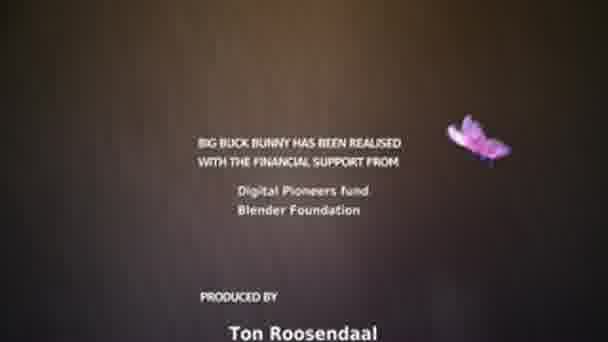 BIG BUCK BUNNY HAS BEEN REALISED
WITH THE FINANCIAL SUPPORT FROM
Digital Pioneers fund
Blender Foundation
PRODUCED BY
Ton Roosendaal